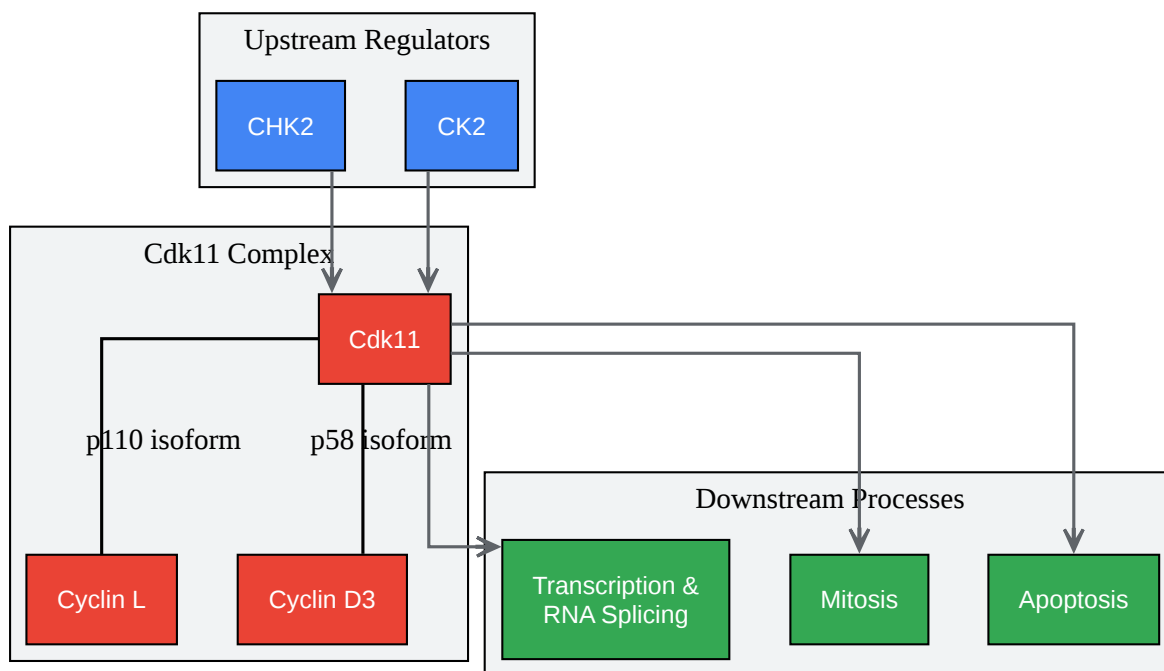 Upstream Regulators
CHK2
CK2
Cdk11 Complex
Cdk11
p110 isoform
p58 isoform
Downstream Processes
Cyclin L
Cyclin D3
Transcription &
RNA Splicing
Mitosis
Apoptosis